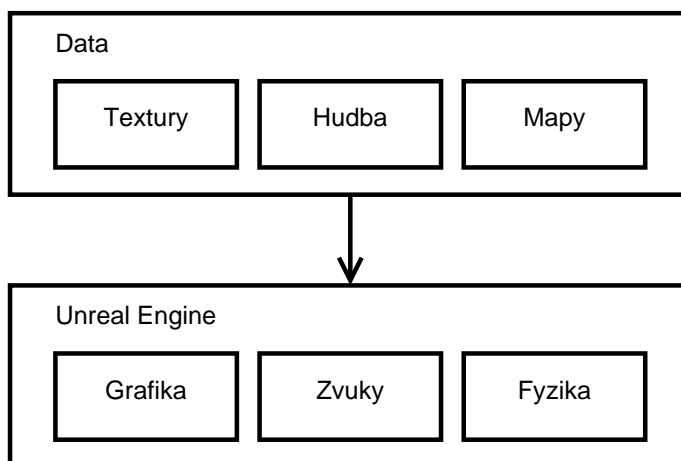 Data
Textury
Hudba
Mapy
Unreal Engine
Grafika
Zvuky
Fyzika